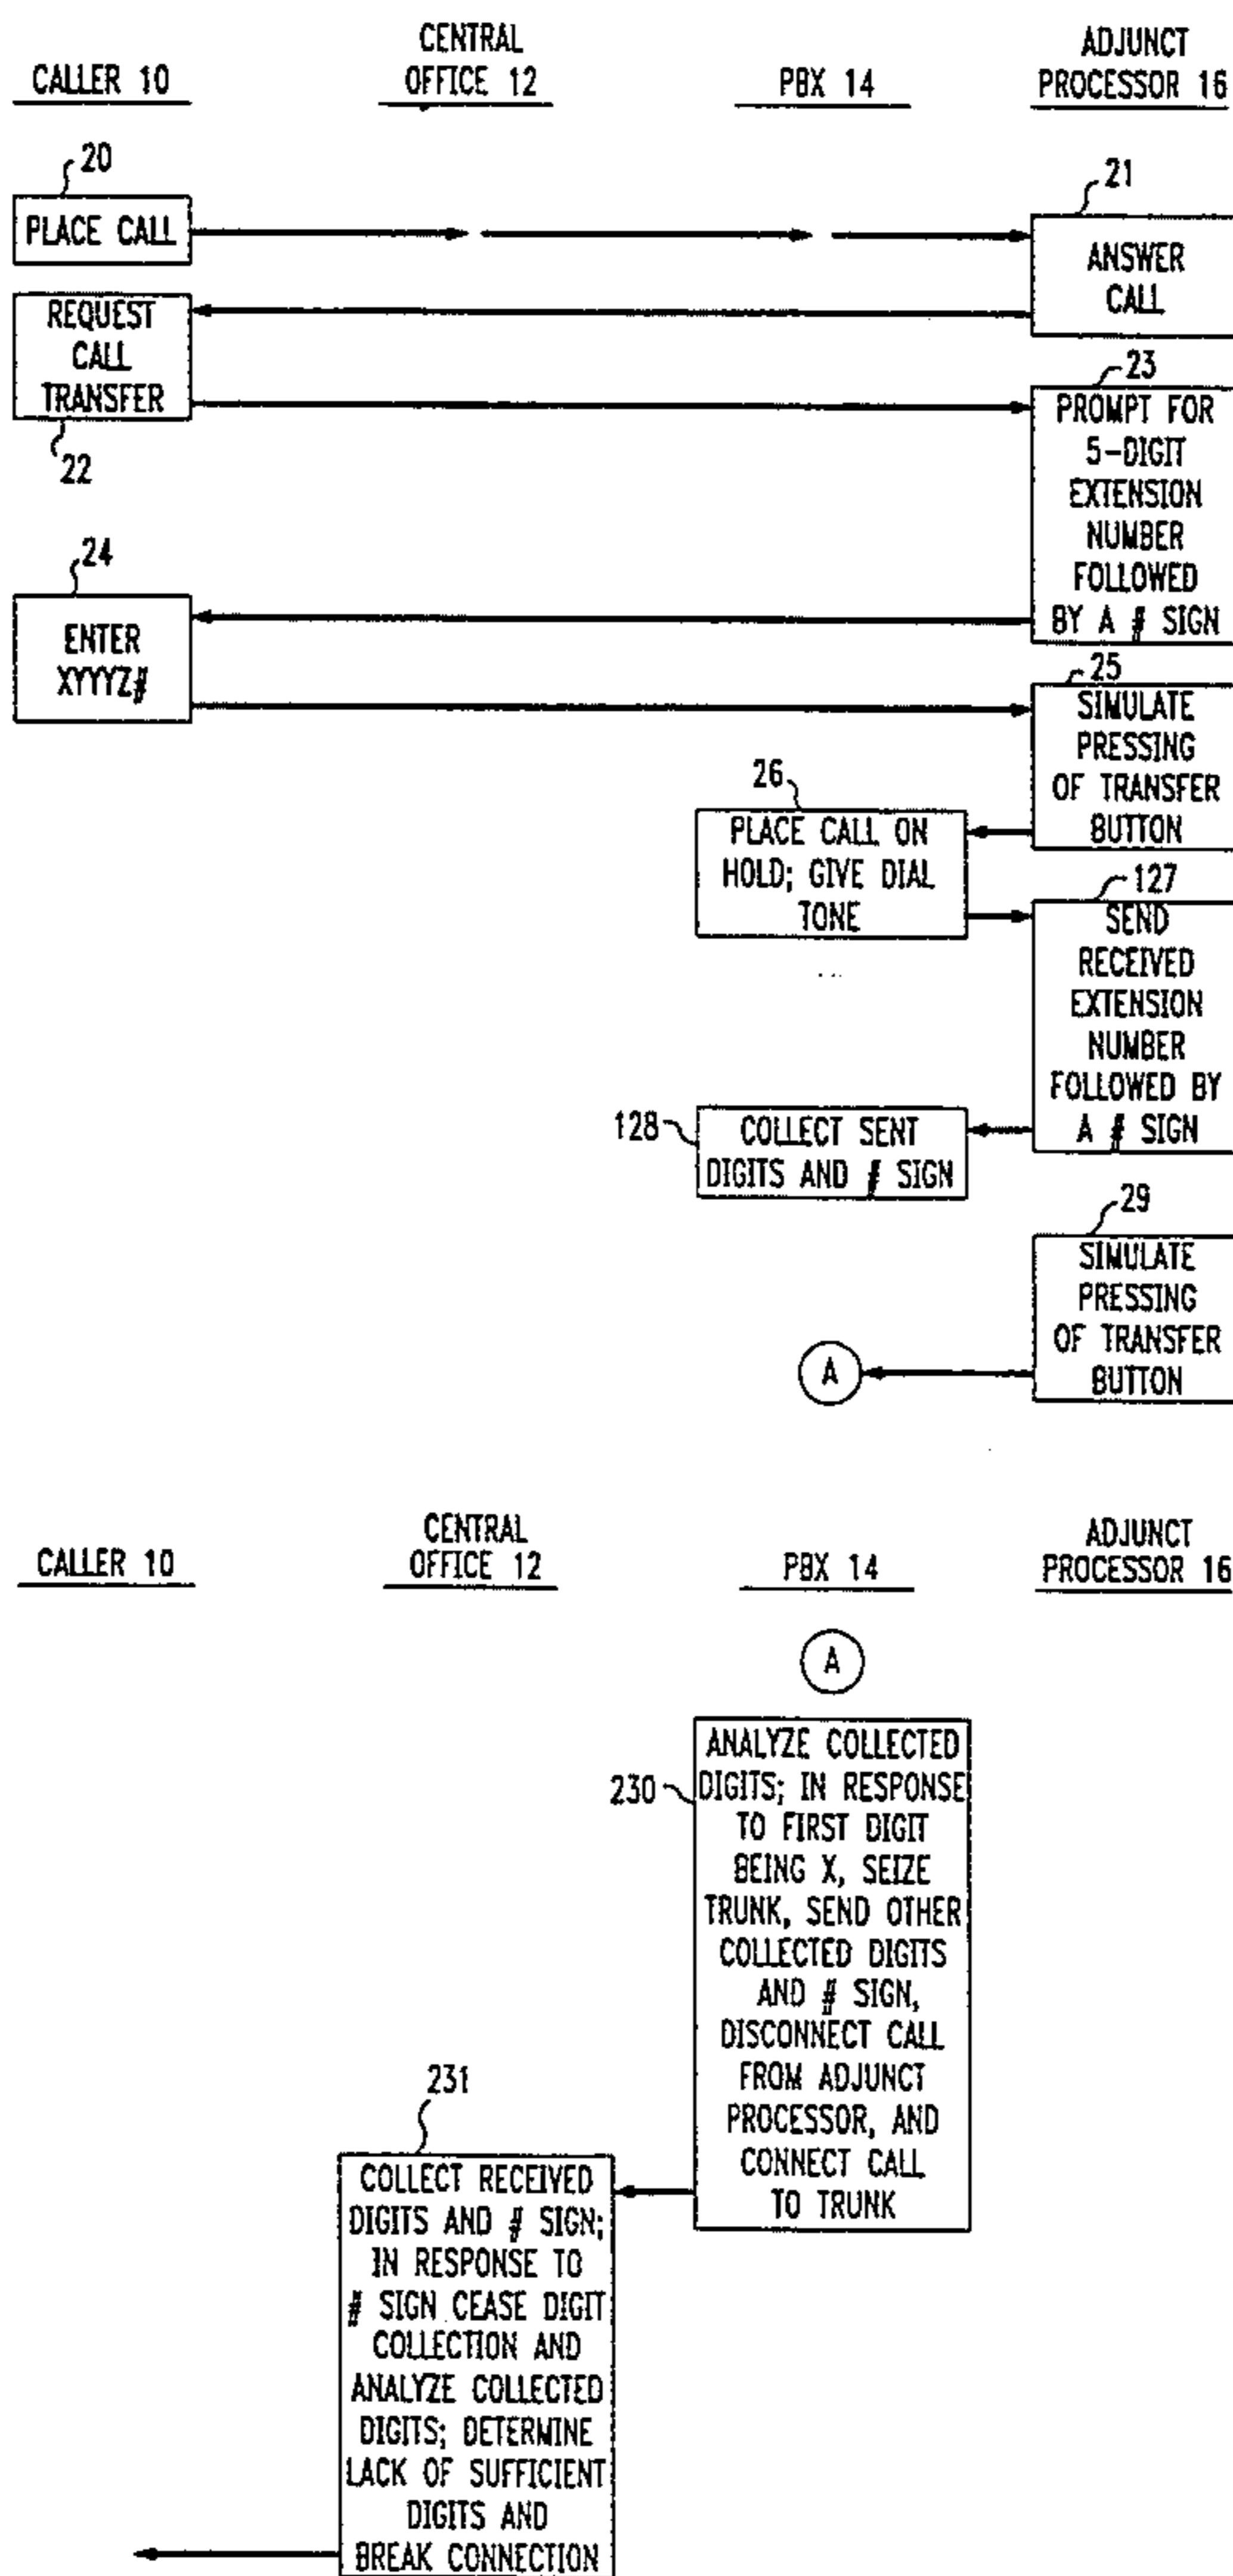 CALLER 10
CENTRAL
OFFICE 12
PBX 14
ADJUNCT
PROCESSOR 16
20
PLACE CALL
21
ANSWER
CALL
REQUEST
CALL
TRANSFER
22
23
PROMPT FOR
5-DIGIT
EXTENSION
NUMBER
FOLLOWED
BY A # SIGN
24
ENTER
XYYYZ#
25
SIMULATE
PRESSING
OF TRANSFER
BUTTON
26
PLACE CALL ON
HOLD; GIVE DIAL
TONE
127
SEND
RECEIVED
EXTENSION
NUMBER
FOLLOWED BY
A # SIGN
128
COLLECT SENT
DIGITS AND # SIGN
29
SIMULATE
PRESSING
OF TRANSFER
BUTTON
A
CALLER 10
CENTRAL
OFFICE 12
PBX 14
ADJUNCT
PROCESSOR 16
A
230
ANALYZE COLLECTED
DIGITS; IN RESPONSE
TO FIRST DIGIT
BEING X, SEIZE
TRUNK, SEND OTHER
COLLECTED DIGITS
AND # SIGN,
DISCONNECT CALL
FROM ADJUNCT
PROCESSOR, AND
CONNECT CALL
TO TRUNK
231
COLLECT RECEIVED
DIGITS AND # SIGN;
IN RESPONSE TO
# SIGN CEASE DIGIT
COLLECTION AND
ANALYZE COLLECTED
DIGITS; DETERMINE
LACK OF SUFFICIENT
DIGITS AND
BREAK CONNECTION